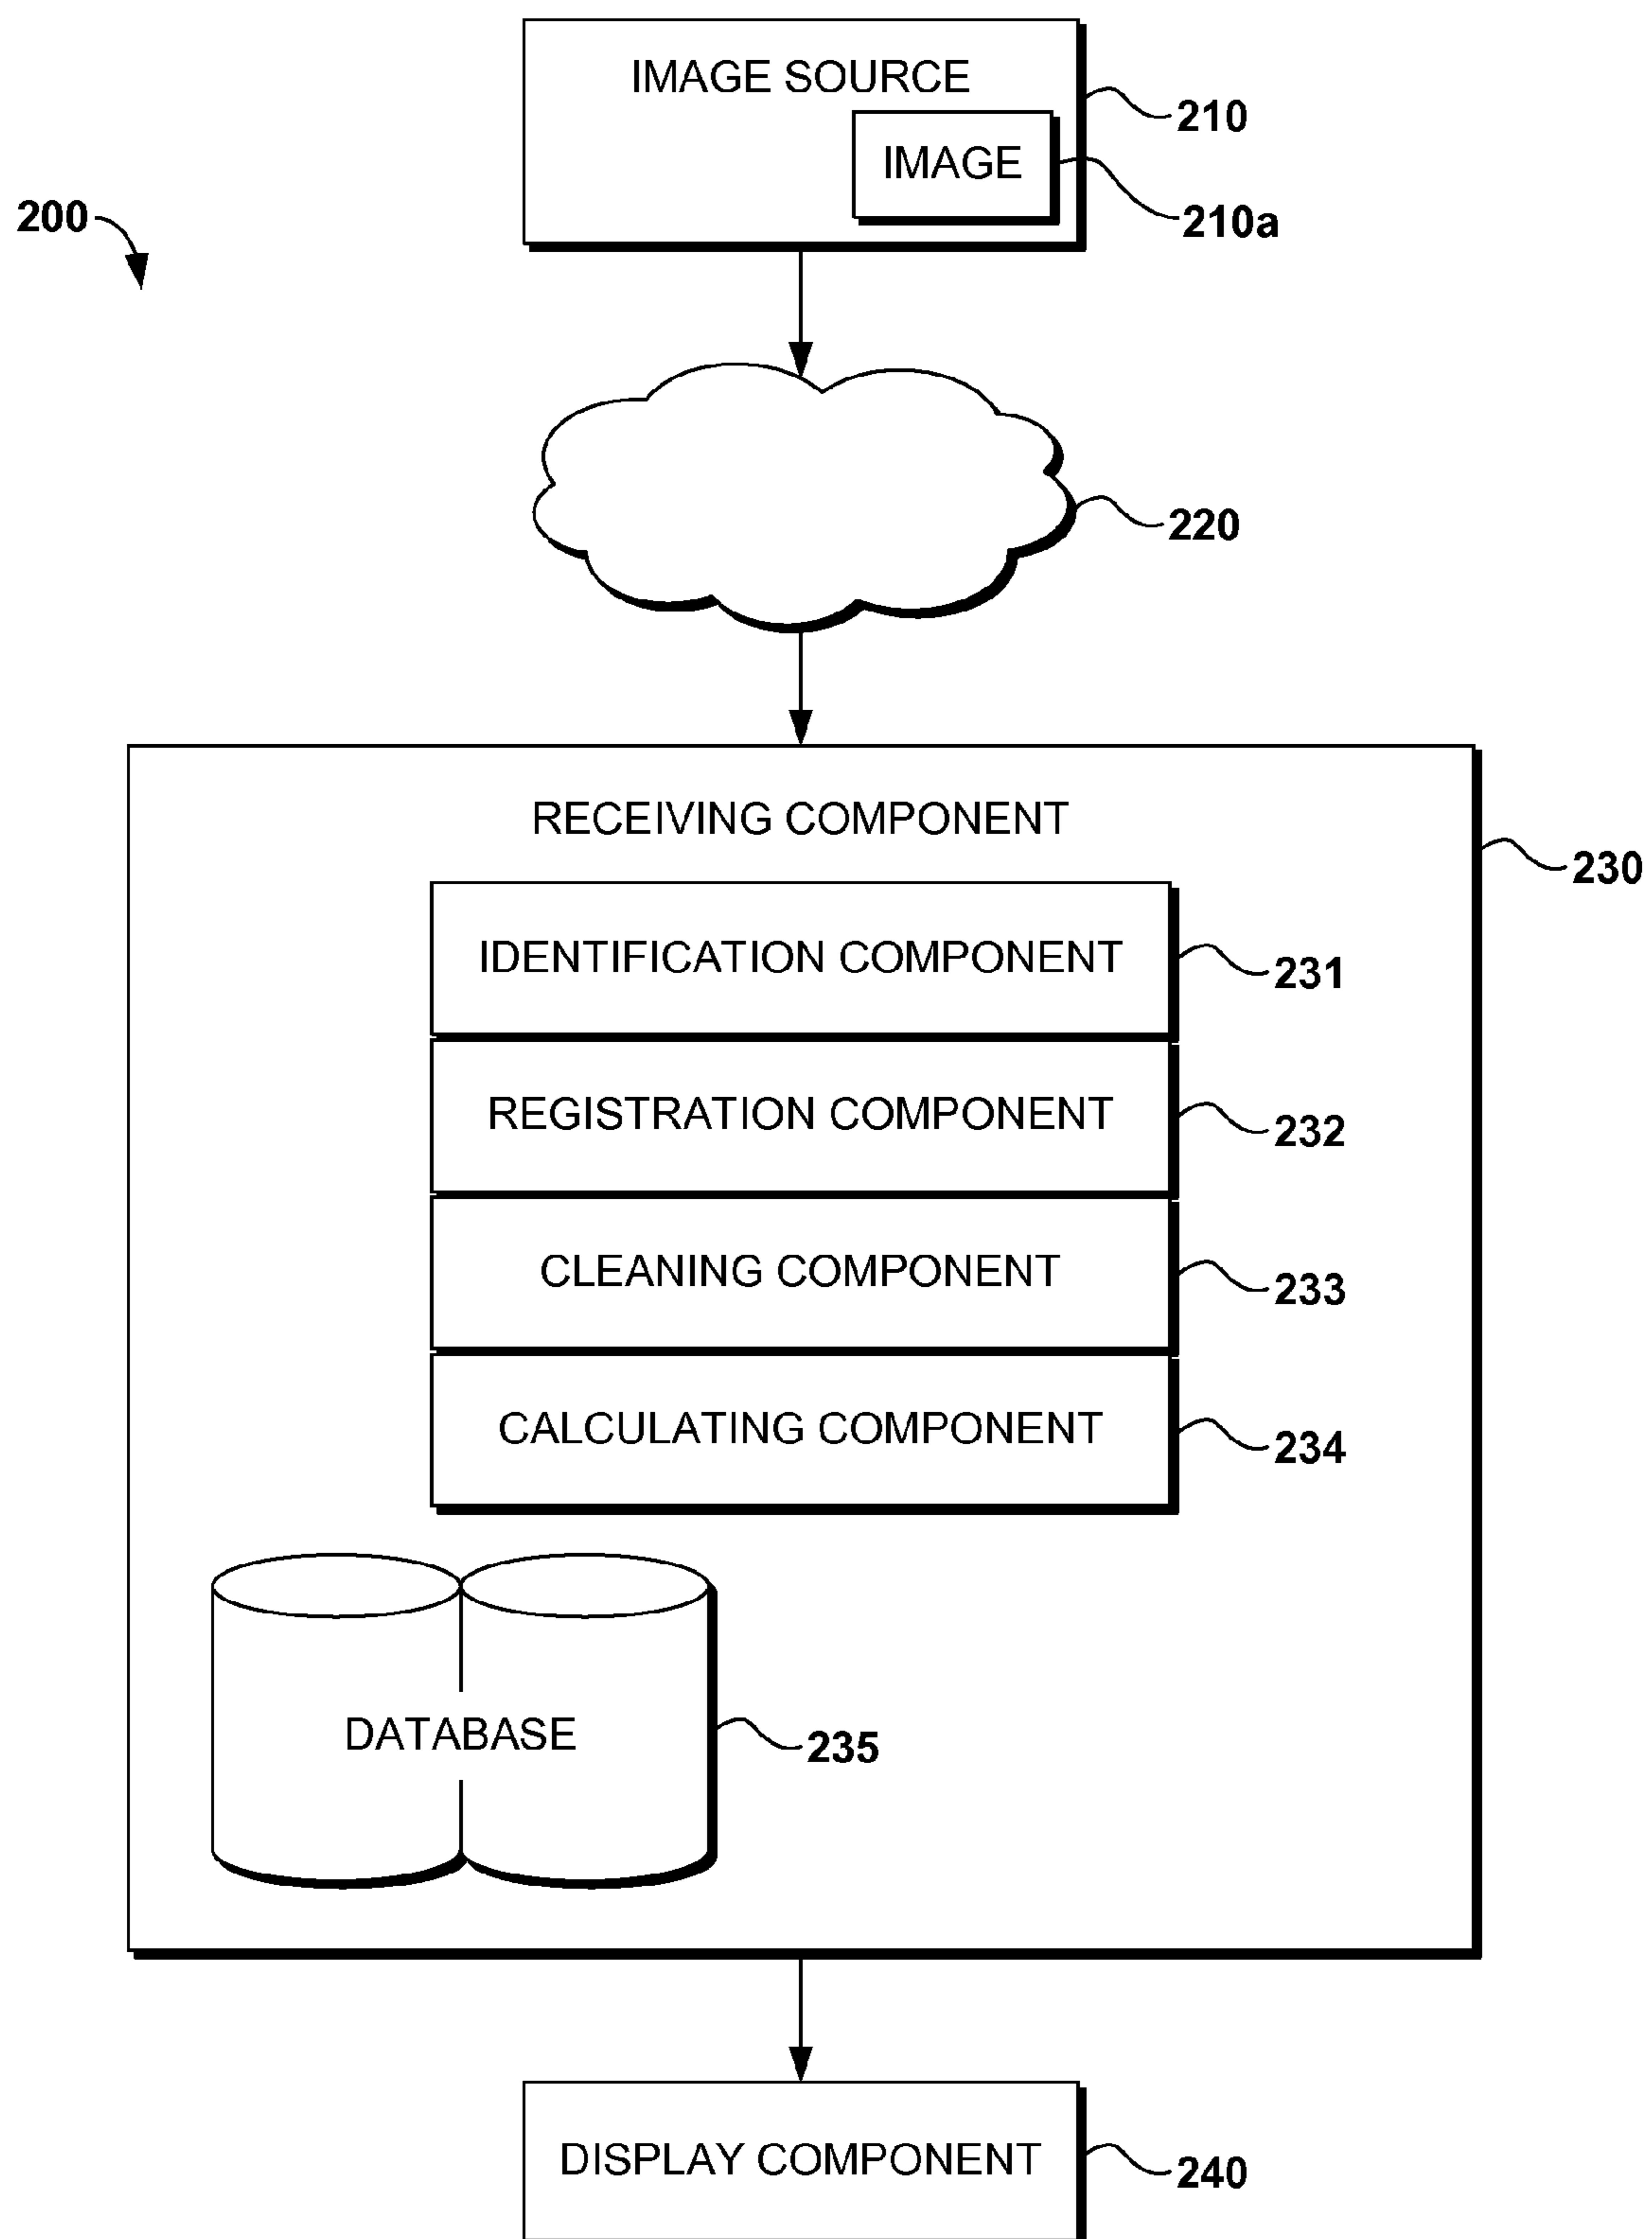 IMAGE SOURCE
210
IMAGE
200
210a
220
RECEIVING COMPONENT
230
IDENTIFICATION COMPONENT
231
REGISTRATION COMPONENT
232
CLEANING COMPONENT
233
CALCULATING COMPONENT
234
DATABASE
235
DISPLAY COMPONENT
240